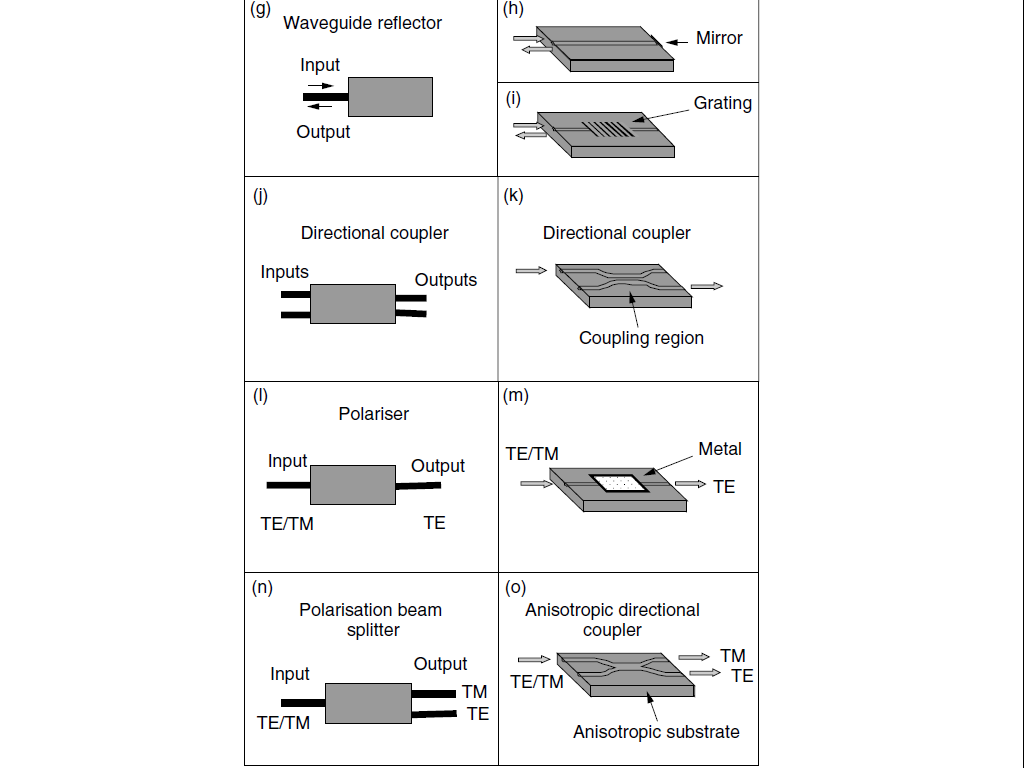 (g)
Waveguide reflector
Input
Output
(h)
Mirror
(i)
Grating
(j)
Directional coupler
Inputs
Outputs
(k)
Directional coupler
Coupling region
(l)
Polariser
Input
Output
TE/TM
TE
(m)
TE/TM
Metal
TE
(n)
Polarisation beam
splitter
Input
Output
TM
TE
TE/TM
(o)
Anisotropic directional
coupler
TM
TE
TE/TM
Anisotropic substrate